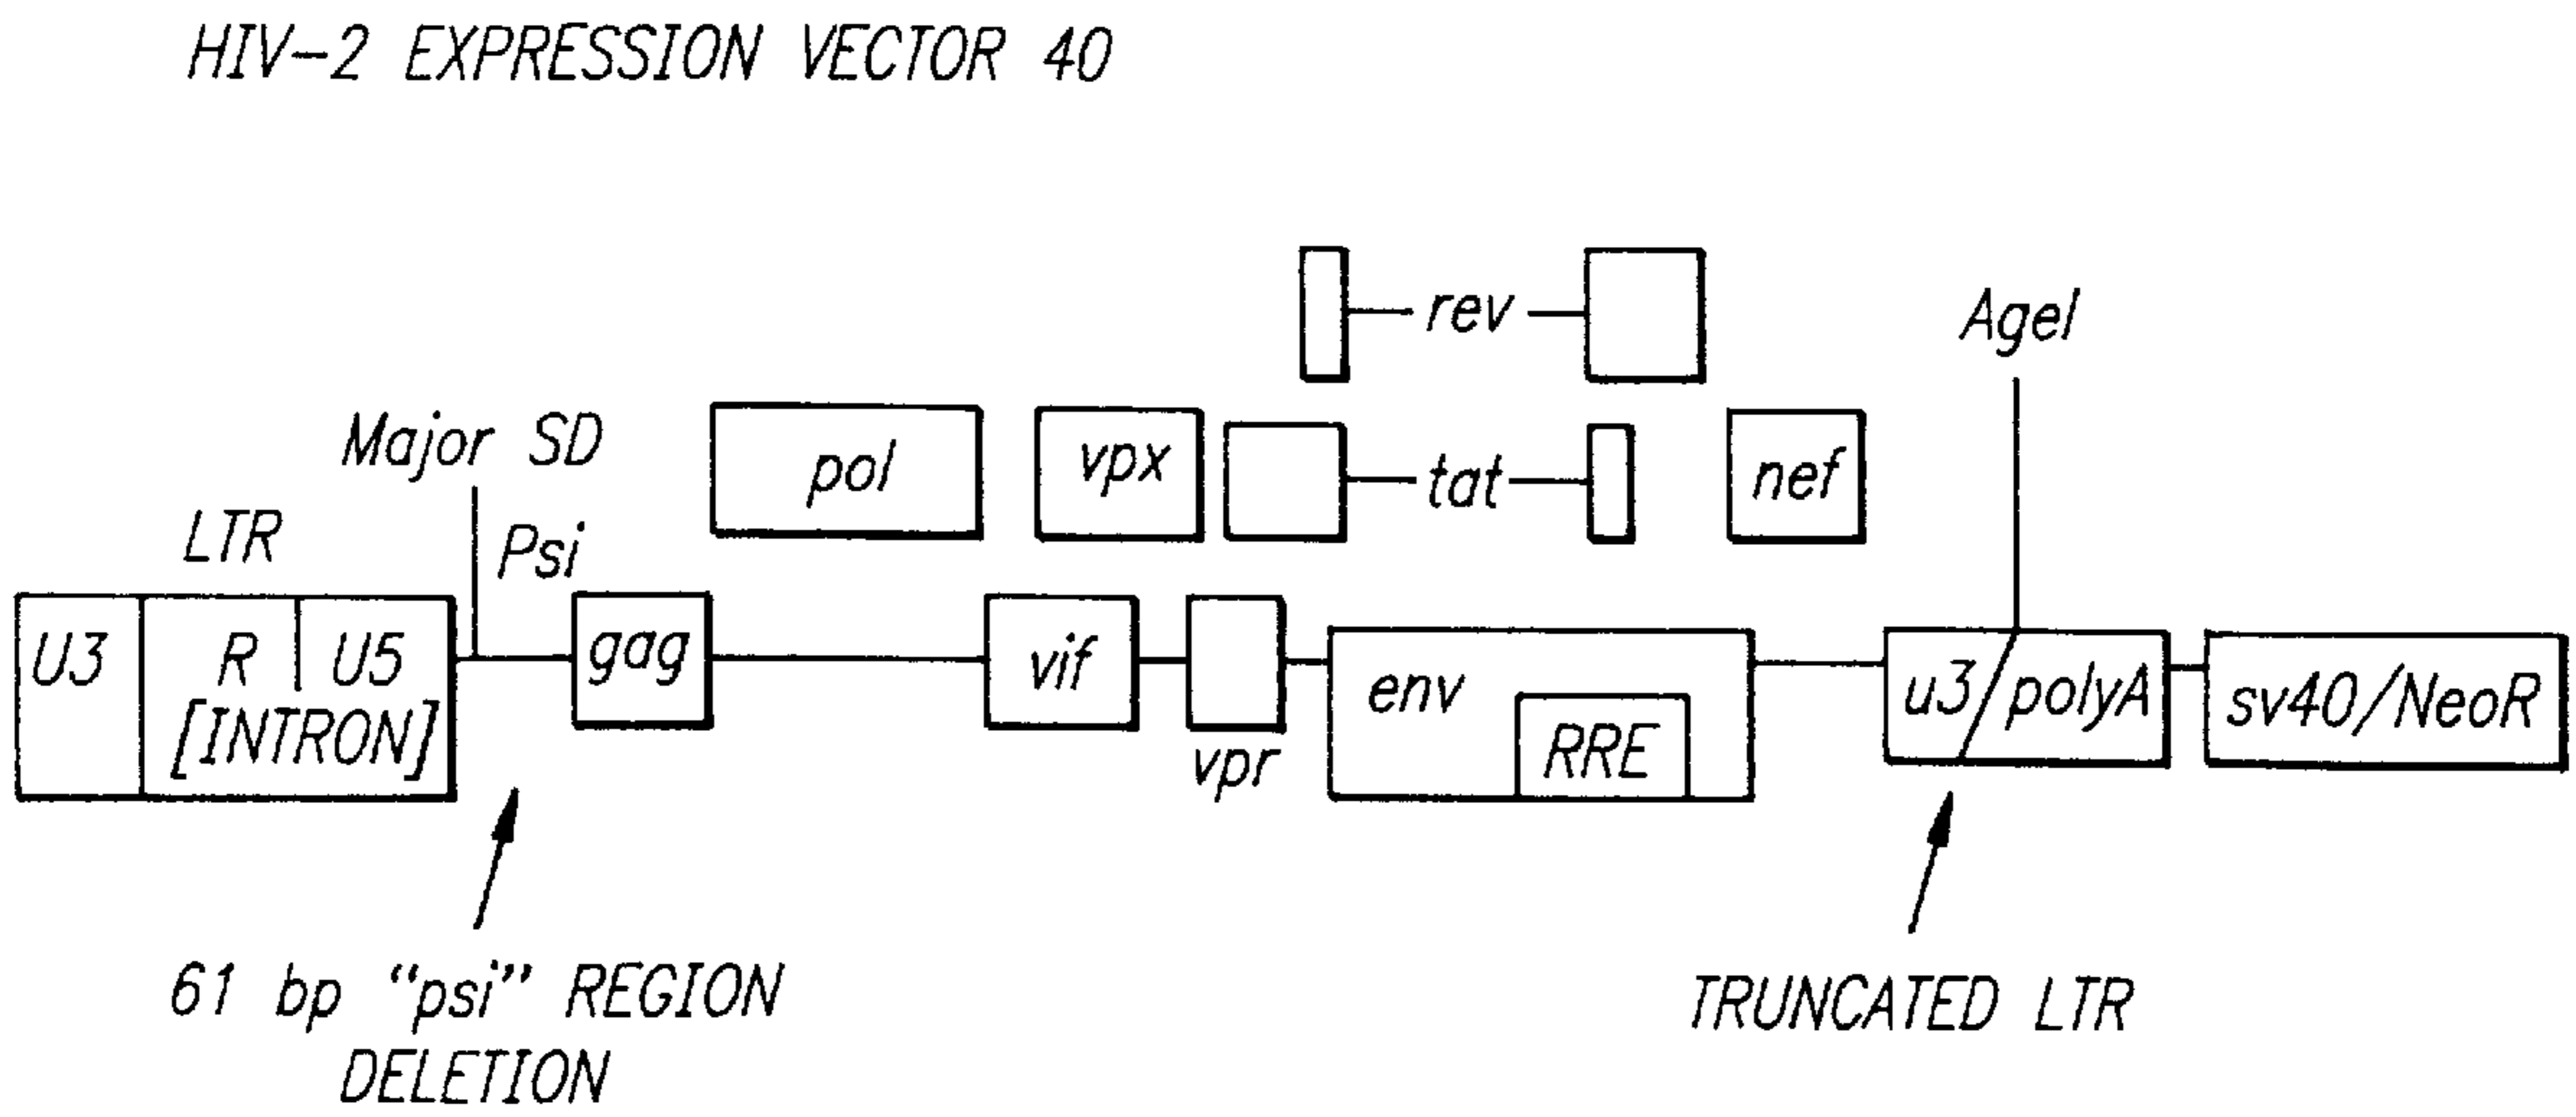 HIV-2 EXPRESSION VECTOR 40
rev
AgeI
Major SD
pol
vpx
tat
nef
LTR
Psi
U3
R
U5
[INTRON]
gag
vif
vpr
env
RRE
u3/polyA
sv40/NeoR
61 bp “psi” REGION
DELETION
TRUNCATED LTR